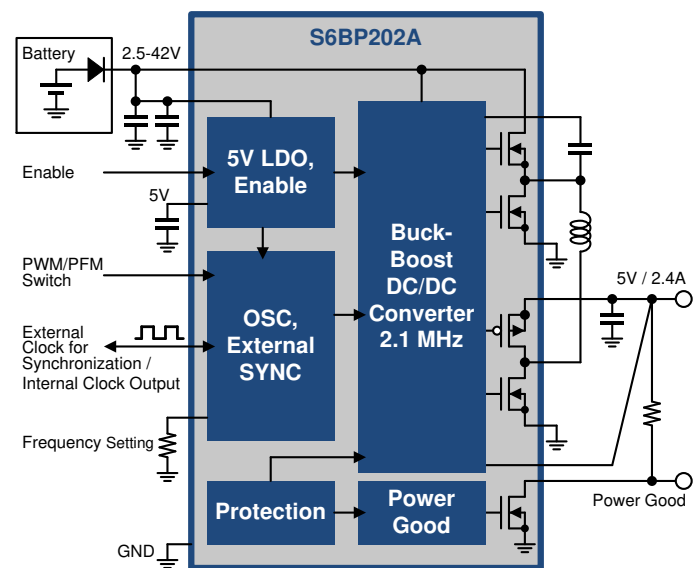 S6BP202A
Battery
2.5-42V
5V LDO,
Enable
Enable
5V
PWM/PFM
Switch
OSC,
External
SYNC
External
Clock for
Synchronization /
Internal Clock Output
Frequency Setting
Buck-
Boost
DC/DC
Converter
2.1 MHz
5V / 2.4A
Protection
Power
Good
Power Good
GND